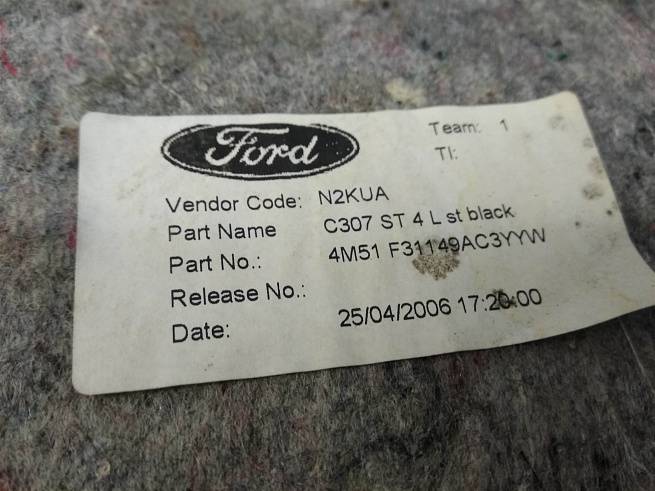 Ford
Team: 1
TI:
Vendor Code: N2KUA
Part Name C307 ST 4 L st black
Part No.: 4M51 F31149AC3YYW
Release No.:
Date: 25/04/2006 17:20:00